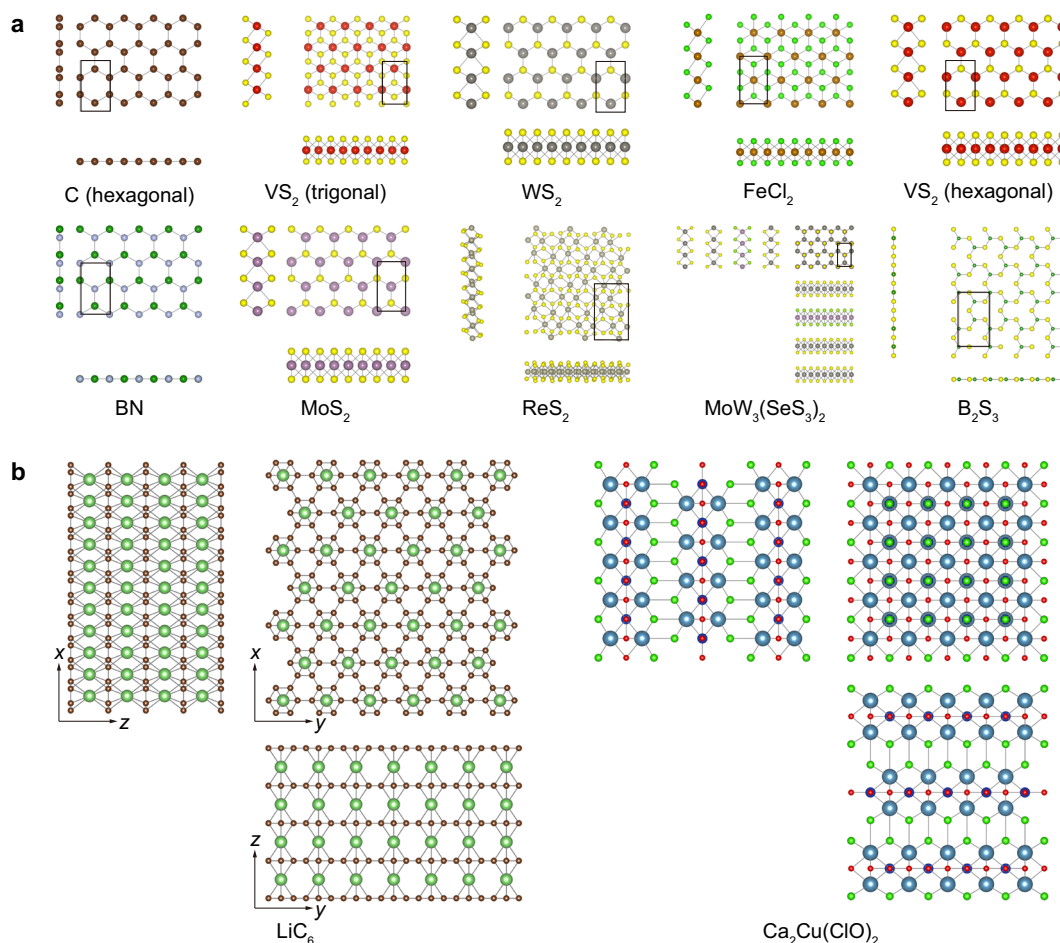 a
C (hexagonal)
VS2 (trigonal)
WS2
FeCl2
VS2 (hexagonal)
BN
MoS2
ReS2
MoW3(SeS3)2
B2S3
b
x
z
x
y
z
y
LiC6
Ca2Cu(ClO)2